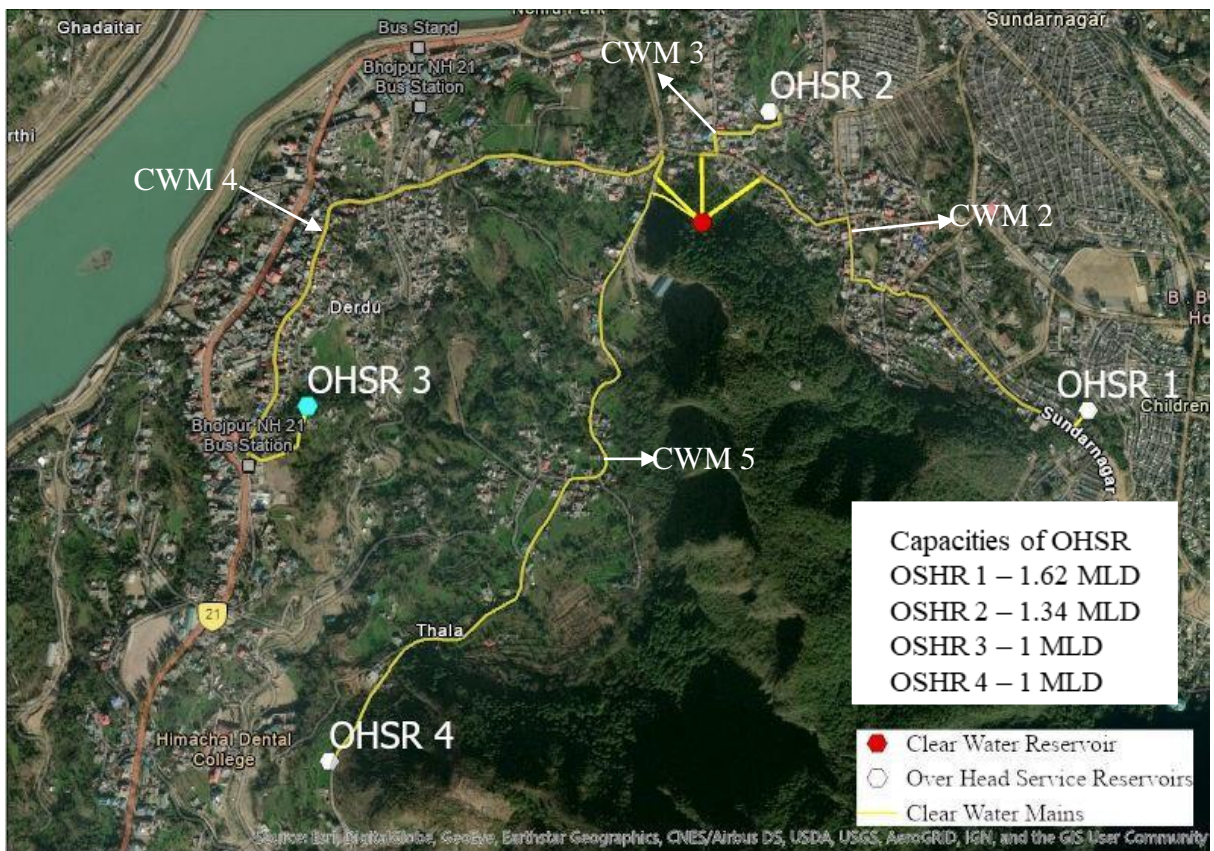 Ghadaitar
Bus Stand
Nehru Park
Sundarnagar
Bhojpur NH 21
Bus Station
CWM 3
OHSR 2
rthi
CWM 4
CWM 2
B . B
Ho
Derdu
OHSR 3
OHSR 1
Children
Bhojpur NH 21
Bus Station
Sundarnagar
CWM 5
Capacities of OHSR
OSHR 1 – 1.62 MLD
OSHR 2 – 1.34 MLD
OSHR 3 – 1 MLD
OSHR 4 – 1 MLD
21
Thala
OHSR 4
Himachal Dental
College
Clear Water Reservoir
Over Head Service Reservoirs
Clear Water Mains
Source: Esri, DigitalGlobe, GeoEye, Earthstar Geographics, CNES/Airbus DS, USDA, USGS, AeroGRID, IGN, and the GIS User Community